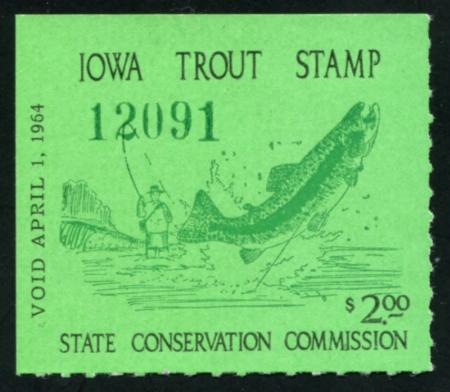 IOWA TROUT STAMP
12091
VOID APRIL 1, 1964
$2.00
STATE CONSERVATION COMMISSION